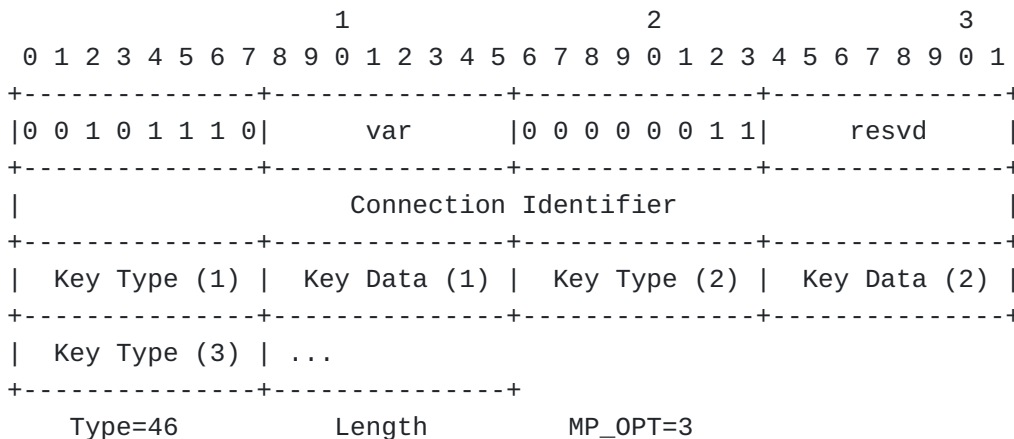 1                   2                   3
 0 1 2 3 4 5 6 7 8 9 0 1 2 3 4 5 6 7 8 9 0 1 2 3 4 5 6 7 8 9 0 1
+---------------+---------------+---------------+---------------+
|0 0 1 0 1 1 1 0|      var      |0 0 0 0 0 0 1 1|     resvd     |
+---------------+---------------+---------------+---------------+
|                     Connection Identifier                     |
+---------------+---------------+---------------+---------------+
|  Key Type (1) |  Key Data (1) |  Key Type (2) |  Key Data (2) |
+---------------+---------------+---------------+---------------+
|  Key Type (3) | ...
+---------------+---------------+
    Type=46          Length         MP_OPT=3